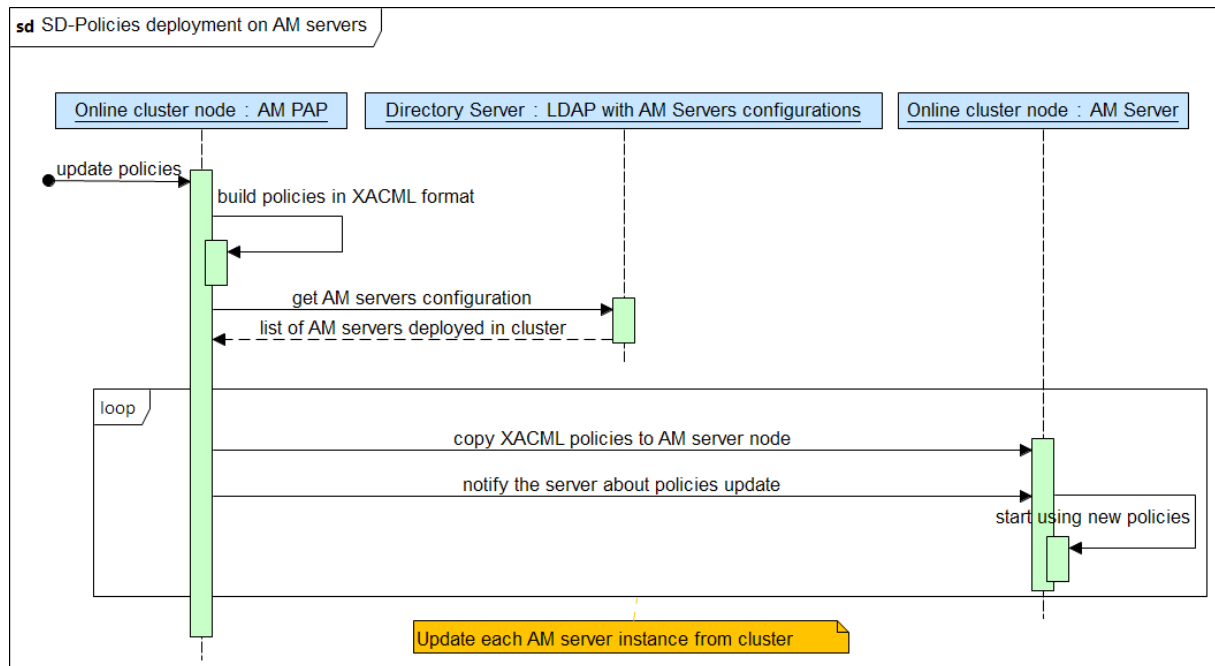 sd SD-Policies deployment on AM servers
Online cluster node : AM PAP
Directory Server : LDAP with AM Servers configurations
Online cluster node : AM Server
update policies
build policies in XACML format
get AM servers configuration
list of AM servers deployed in cluster
loop
copy XACML policies to AM server node
notify the server about policies update
start using new policies
Update each AM server instance from cluster